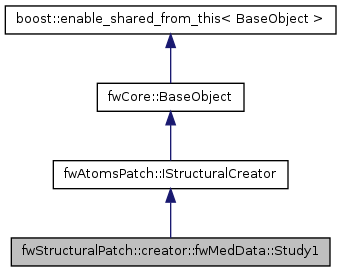 boost::enable_shared_from_this< BaseObject >
fwCore::BaseObject
fwAtomsPatch::IStructuralCreator
fwStructuralPatch::creator::fwMedData::Study1